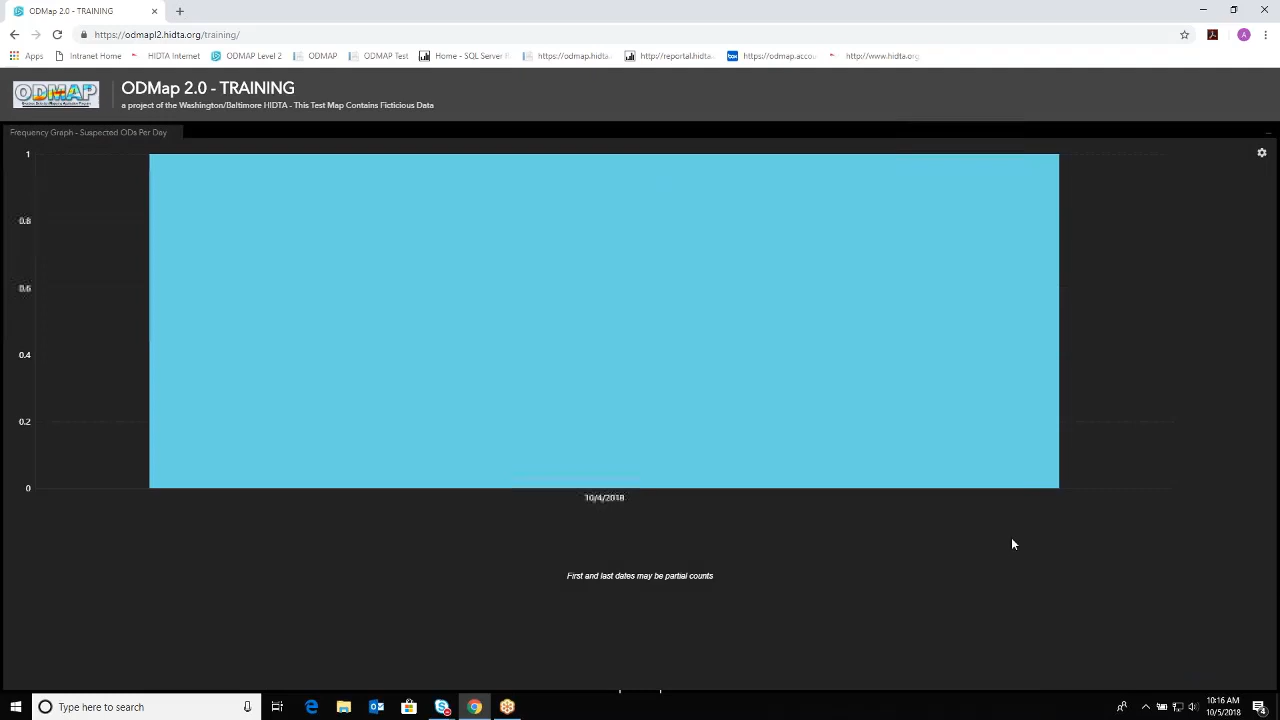 ODMap 2.0 - TRAINING
https://odmapl2.hidta.org/training/
A
Apps
Intranet Home
HIDTA Internet
ODMAP Level 2
ODMAP
ODMAP Test
Home - SQL Server R
https://odmap.hidta.
http://reportal.hidta.
box
https://odmap.accou
http://www.hidta.org
ODMAP
ODMap 2.0 - TRAINING
a project of the Washington/Baltimore HIDTA - This Test Map Contains Ficticious Data
Frequency Graph - Suspected ODs Per Day
1
0.8
0.6
0.4
0.2
0
10/4/2018
First and last dates may be partial counts
Type here to search
10:16 AM
10/5/2018